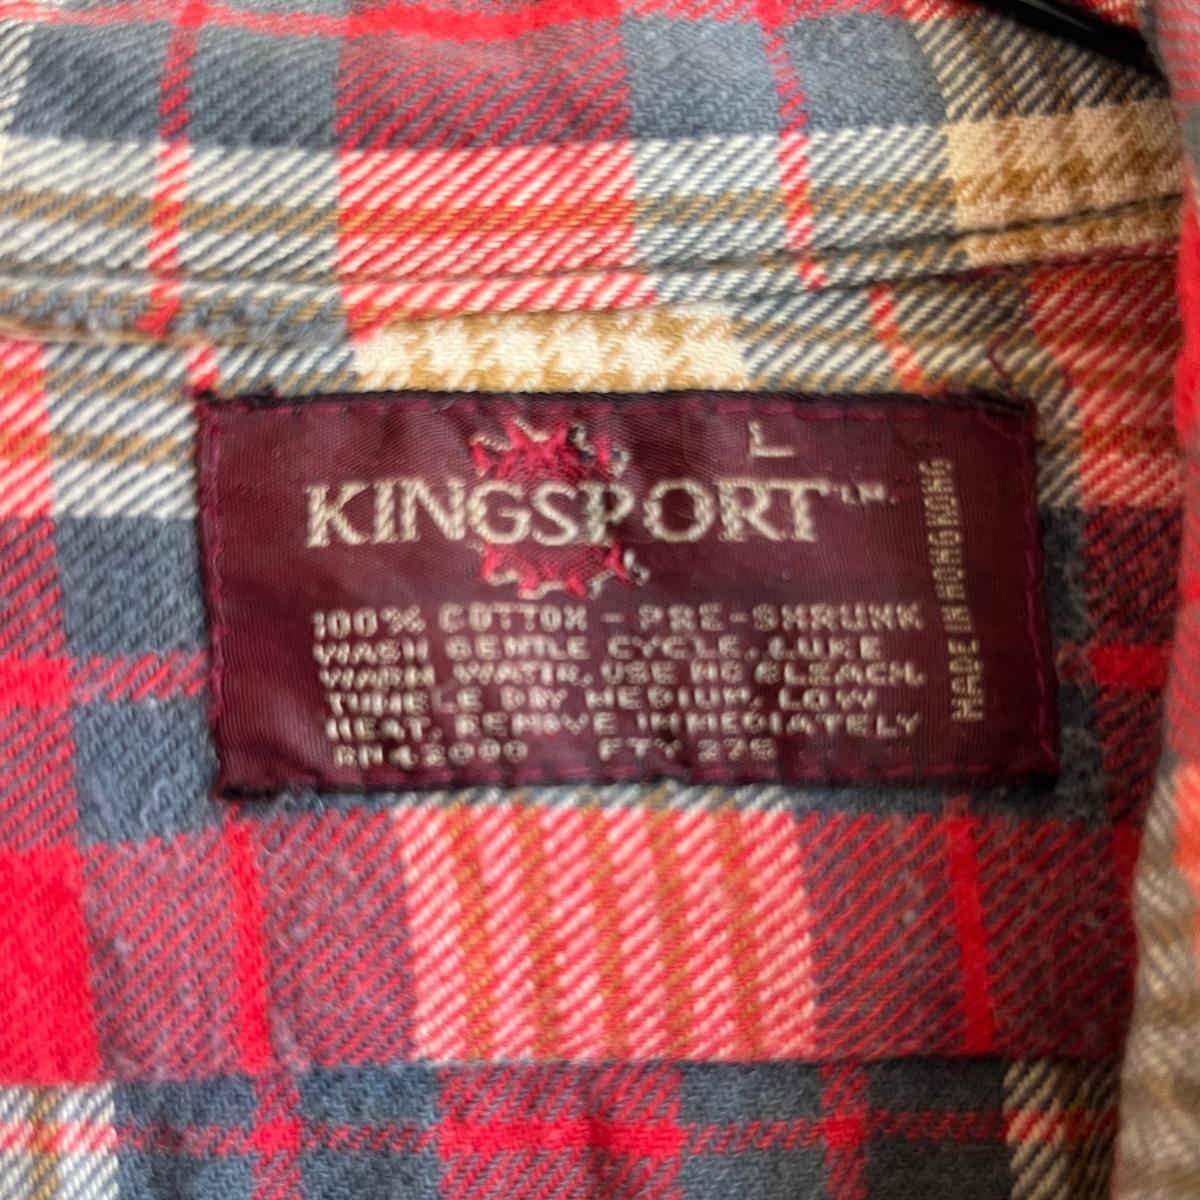 L
KINGSPORT™
100% COTTON - PRE-SHRUNK
WASH GENTLE CYCLE, LUKE
WARM WATER, USE NO BLEACH,
TUMBLE DRY MEDIUM, LOW
HEAT, REMOVE IMMEDIATELY
RN42000 FTY 275
MADE IN HONG KONG